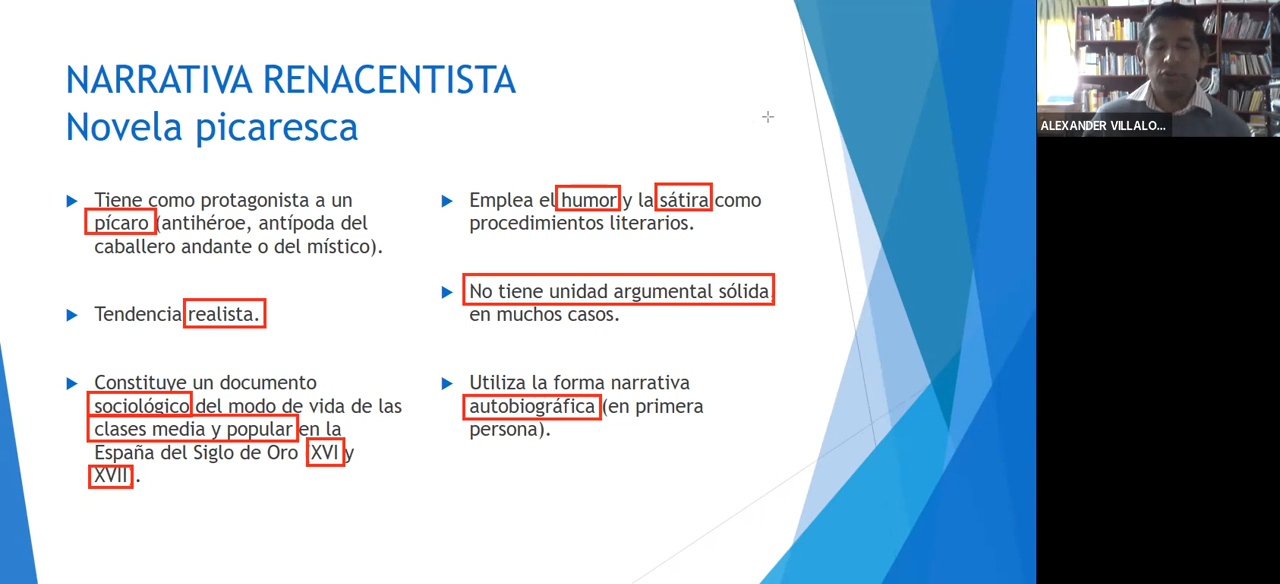 NARRATIVA RENACENTISTA
Novela picaresca
Tiene como protagonista a un
pícaro (antihéroe, antípoda del
caballero andante o del místico).
Tendencia realista.
Constituye un documento
sociológico del modo de vida de las
clases media y popular en la
España del Siglo de Oro (XVI y
XVII).
Emplea el humor y la sátira como
procedimientos literarios.
No tiene unidad argumental sólida,
en muchos casos.
Utiliza la forma narrativa
autobiográfica (en primera
persona).
ALEXANDER VILLALO...